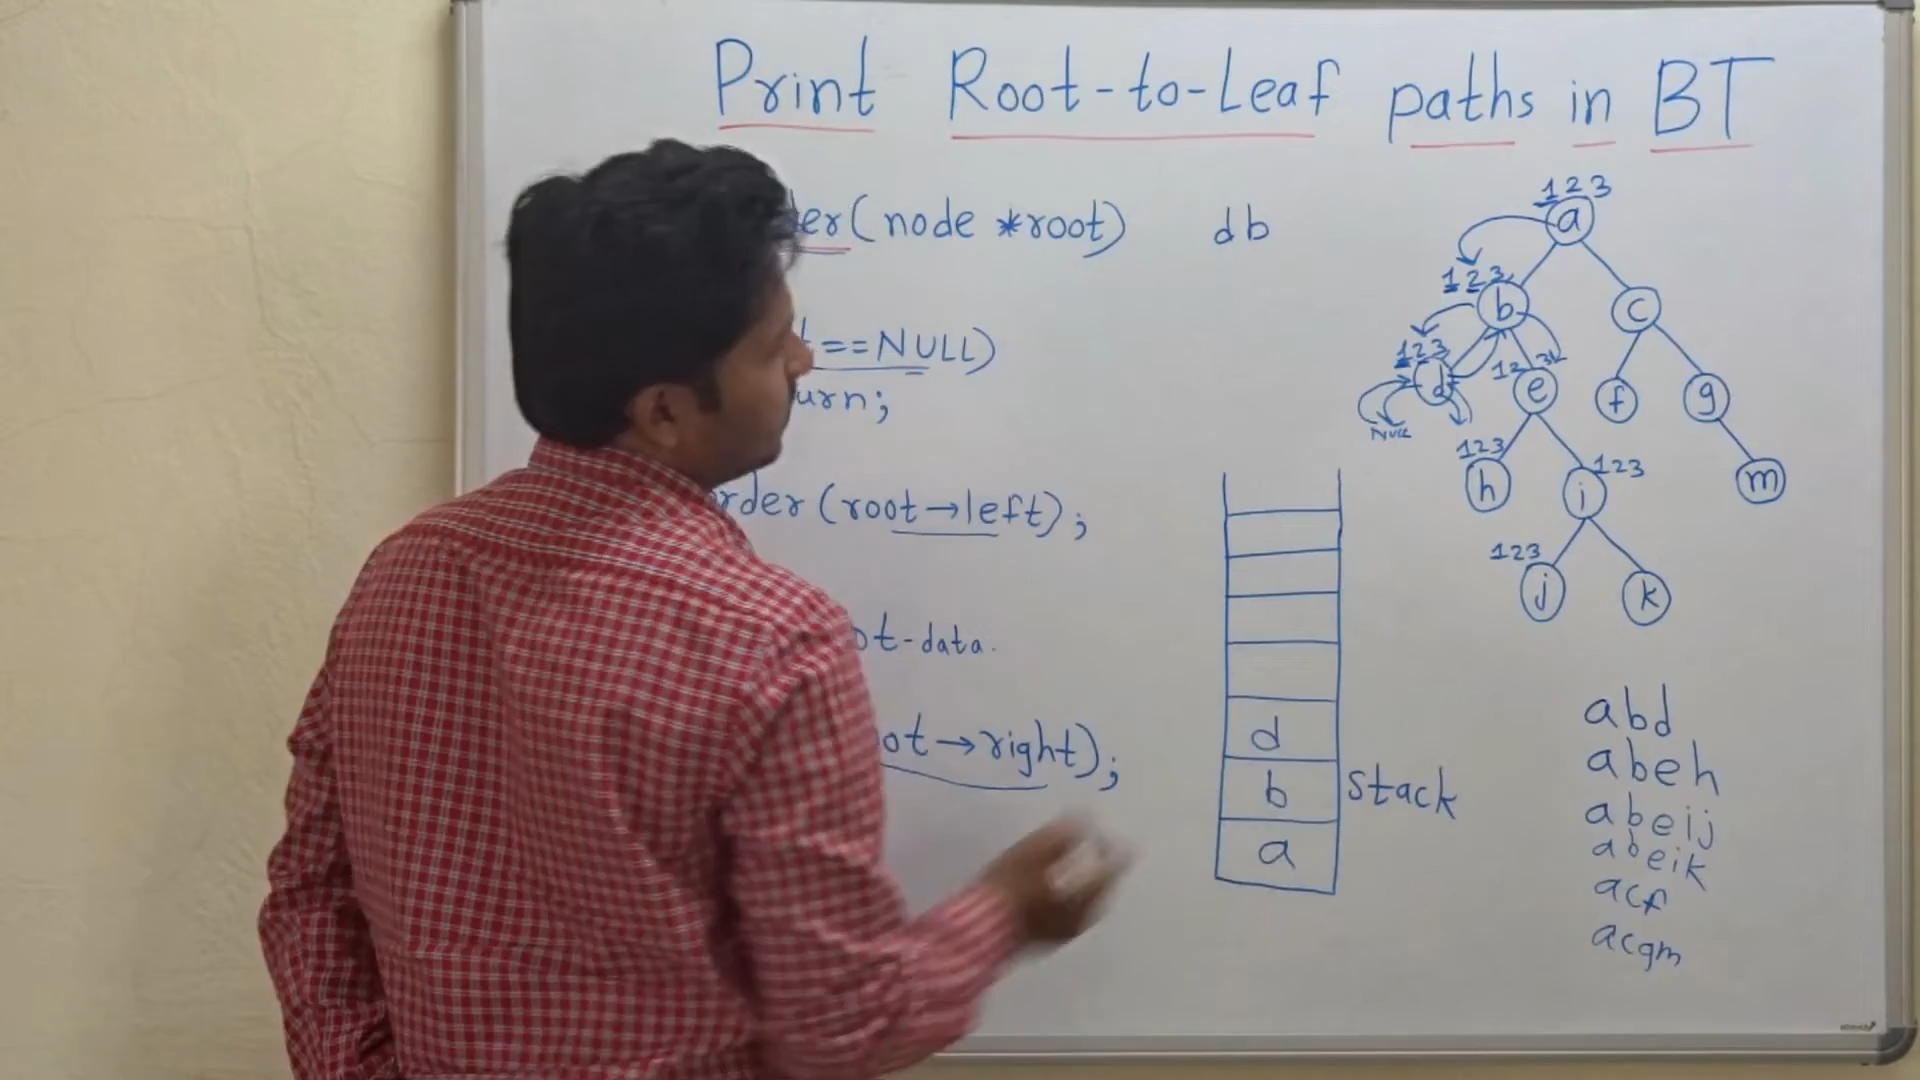 Print Root-to-Leaf paths in BT
der(node *root)
db
==NULL)
urn;
rder(root→left);
ot-data.
ot→right);
123
a
123
b
c
123
d
123
e
f
g
NULL
123
h
123
i
m
123
j
k
d
b
stack
a
abd
abeh
abeij
abeik
acf
acgm